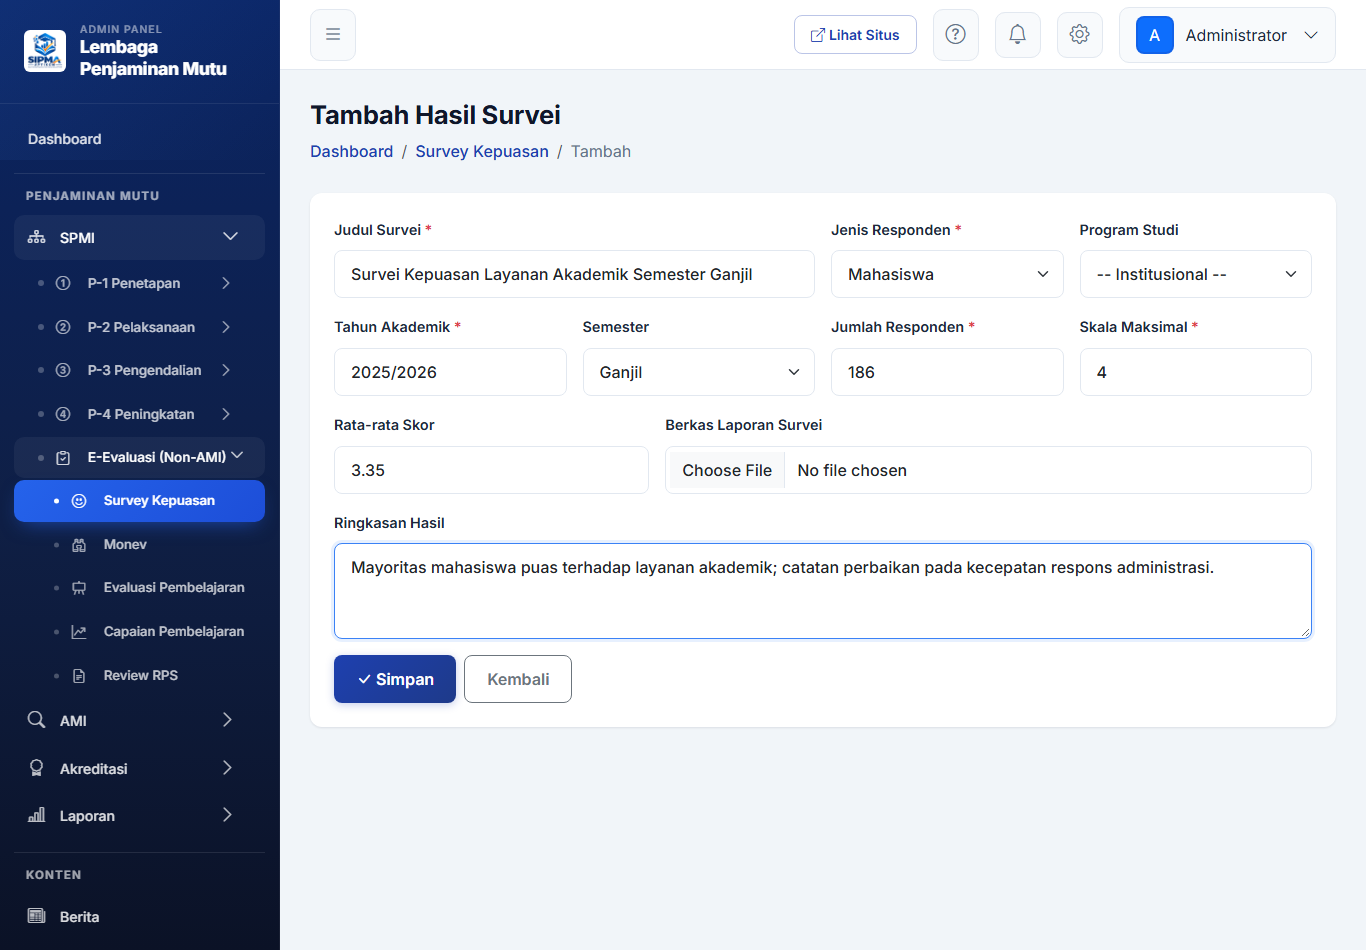 ADMIN PANEL
Lembaga
Penjaminan Mutu
SIPMA
Dashboard
PENJAMINAN MUTU
SPMI
1 P-1 Penetapan
2 P-2 Pelaksanaan
3 P-3 Pengendalian
4 P-4 Peningkatan
E-Evaluasi (Non-AMI)
Survey Kepuasan
Monev
Evaluasi Pembelajaran
Capaian Pembelajaran
Review RPS
AMI
Akreditasi
Laporan
KONTEN
Berita
Lihat Situs
A Administrator
Tambah Hasil Survei
Dashboard / Survey Kepuasan / Tambah
Judul Survei * Jenis Responden * Program Studi
Survei Kepuasan Layanan Akademik Semester Ganjil Mahasiswa -- Institusional --
Tahun Akademik * Semester Jumlah Responden * Skala Maksimal *
2025/2026 Ganjil 186 4
Rata-rata Skor Berkas Laporan Survei
3.35 Choose File No file chosen
Ringkasan Hasil
Mayoritas mahasiswa puas terhadap layanan akademik; catatan perbaikan pada kecepatan respons administrasi.
Simpan Kembali